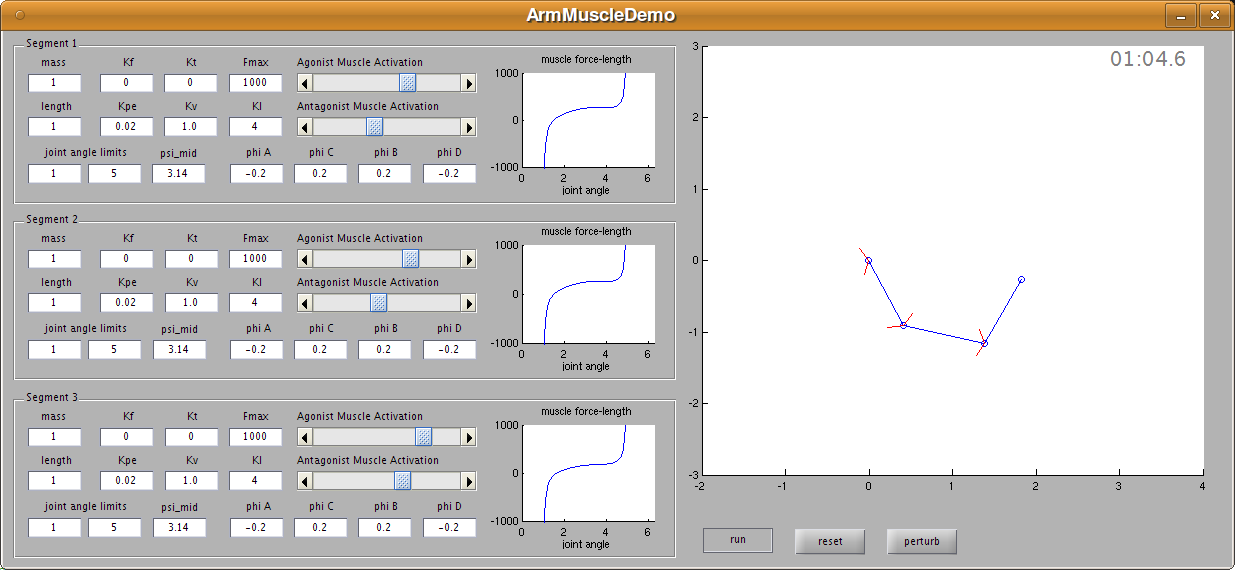 ArmMuscleDemo
Segment 1
mass Kf Kt Fmax Agonist Muscle Activation
1 0 0 1000
length Kpe Kv Kl Antagonist Muscle Activation
1 0.02 1.0 4
joint angle limits psi_mid phi A phi C phi B phi D
1 5 3.14 -0.2 0.2 0.2 -0.2
muscle force-length
1000
0
-1000
0 2 4 6
joint angle
Segment 2
mass Kf Kt Fmax Agonist Muscle Activation
1 0 0 1000
length Kpe Kv Kl Antagonist Muscle Activation
1 0.02 1.0 4
joint angle limits psi_mid phi A phi C phi B phi D
1 5 3.14 -0.2 0.2 0.2 -0.2
muscle force-length
1000
0
-1000
0 2 4 6
joint angle
Segment 3
mass Kf Kt Fmax Agonist Muscle Activation
1 0 0 1000
length Kpe Kv Kl Antagonist Muscle Activation
1 0.02 1.0 4
joint angle limits psi_mid phi A phi C phi B phi D
1 5 3.14 -0.2 0.2 0.2 -0.2
muscle force-length
1000
0
-1000
0 2 4 6
joint angle
01:04.6
3
2
1
0
-1
-2
-3
-2 -1 0 1 2 3 4
run reset perturb